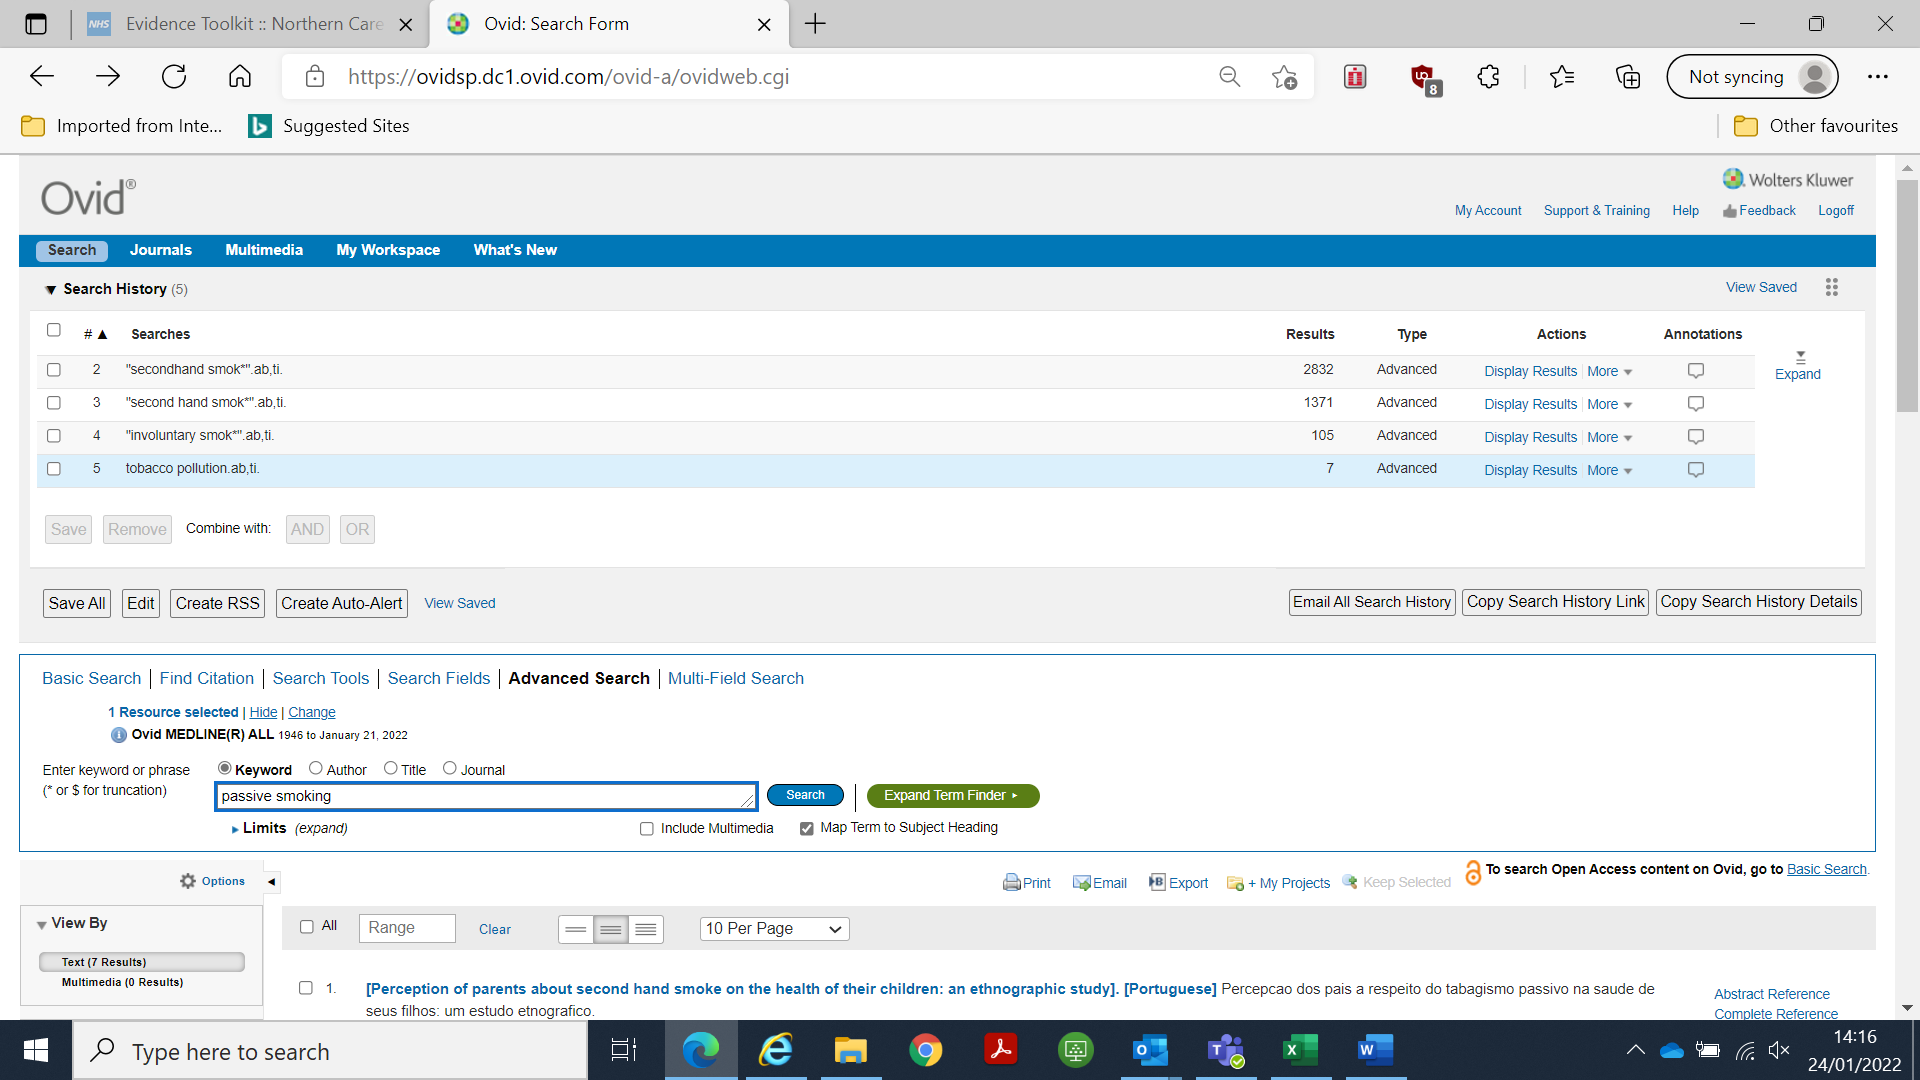 NHS Evidence Toolkit :: Northern Care
Ovid: Search Form
https://ovidsp.dc1.ovid.com/ovid-a/ovidweb.cgi
8
Not syncing
Imported from Inte...
Suggested Sites
Other favourites
Ovid®
Wolters Kluwer
My Account Support & Training Help Feedback Logoff
Search Journals Multimedia My Workspace What's New
▼ Search History (5)
View Saved
# ▲ Searches Results Type Actions Annotations
2 "secondhand smok*".ab,ti. 2832 Advanced Display Results More
3 "second hand smok*".ab,ti. 1371 Advanced Display Results More
4 "involuntary smok*".ab,ti. 105 Advanced Display Results More
5 tobacco pollution.ab,ti. 7 Advanced Display Results More
Expand
Save Remove Combine with: AND OR
Save All Edit Create RSS Create Auto-Alert View Saved
Email All Search History Copy Search History Link Copy Search History Details
Basic Search | Find Citation | Search Tools | Search Fields | Advanced Search | Multi-Field Search
1 Resource selected | Hide | Change
Ovid MEDLINE(R) ALL 1946 to January 21, 2022
Enter keyword or phrase
(* or $ for truncation)
Keyword Author Title Journal
passive smoking
Search
Expand Term Finder
Limits (expand)
Include Multimedia
Map Term to Subject Heading
Options
Print Email Export + My Projects Keep Selected
To search Open Access content on Ovid, go to Basic Search.
View By
Text (7 Results)
Multimedia (0 Results)
All Range Clear 10 Per Page
1. [Perception of parents about second hand smoke on the health of their children: an ethnographic study]. [Portuguese] Percepcao dos pais a respeito do tabagismo passivo na saude de
seus filhos: um estudo etnografico.
Abstract Reference
Complete Reference
Type here to search
14:16
24/01/2022